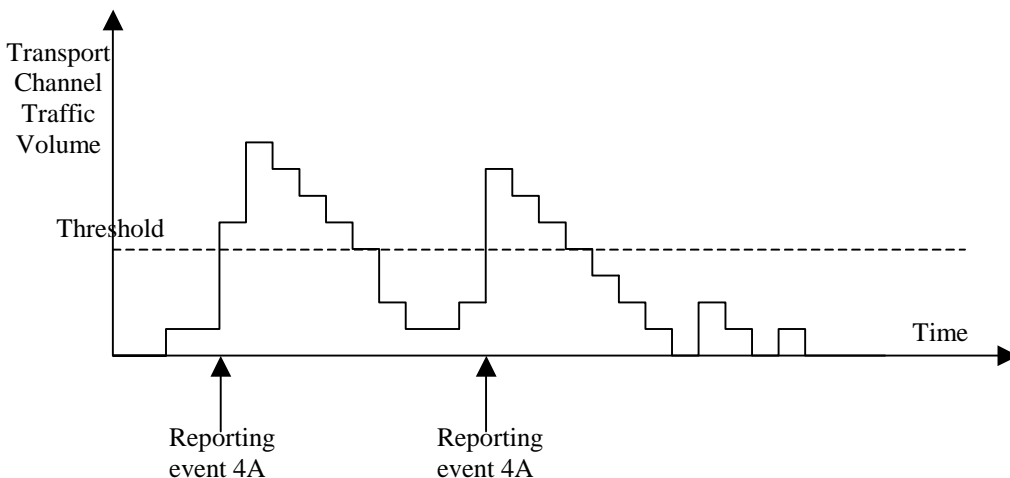 Transport
Channel
Traffic
Volume
Threshold
Time
Reporting
event 4A
Reporting
event 4A